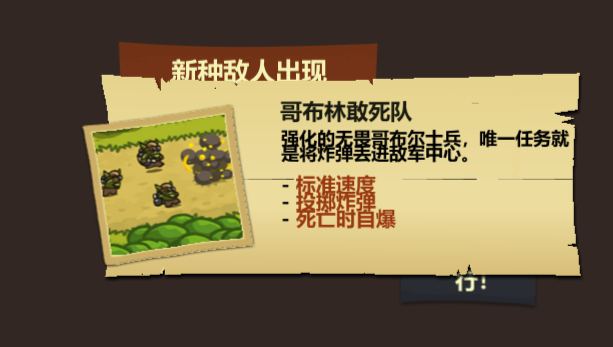 新种敌人出现
哥布林敢死队
强化的无畏哥布尔士兵，唯一任务就
是将炸弹丢进敌军中心。
- 标准速度
- 投掷炸弹
- 死亡时自爆
行！